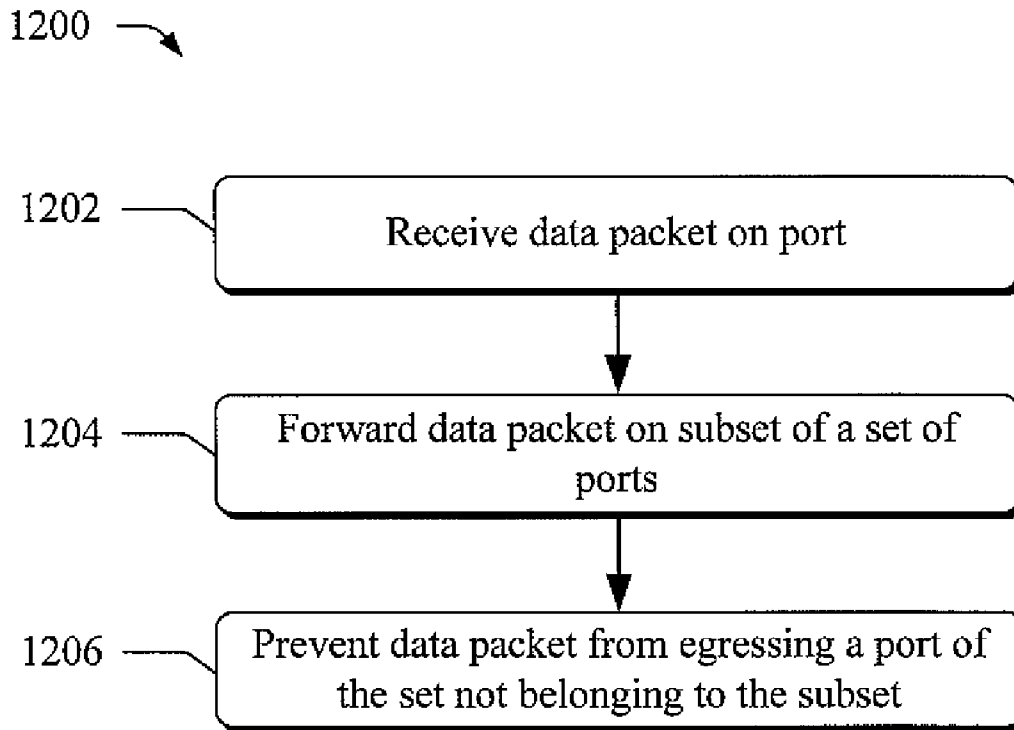 1200
1202
Receive data packet on port
1204
Forward data packet on subset of a set of
ports
1206
Prevent data packet from egressing a port of
the set not belonging to the subset